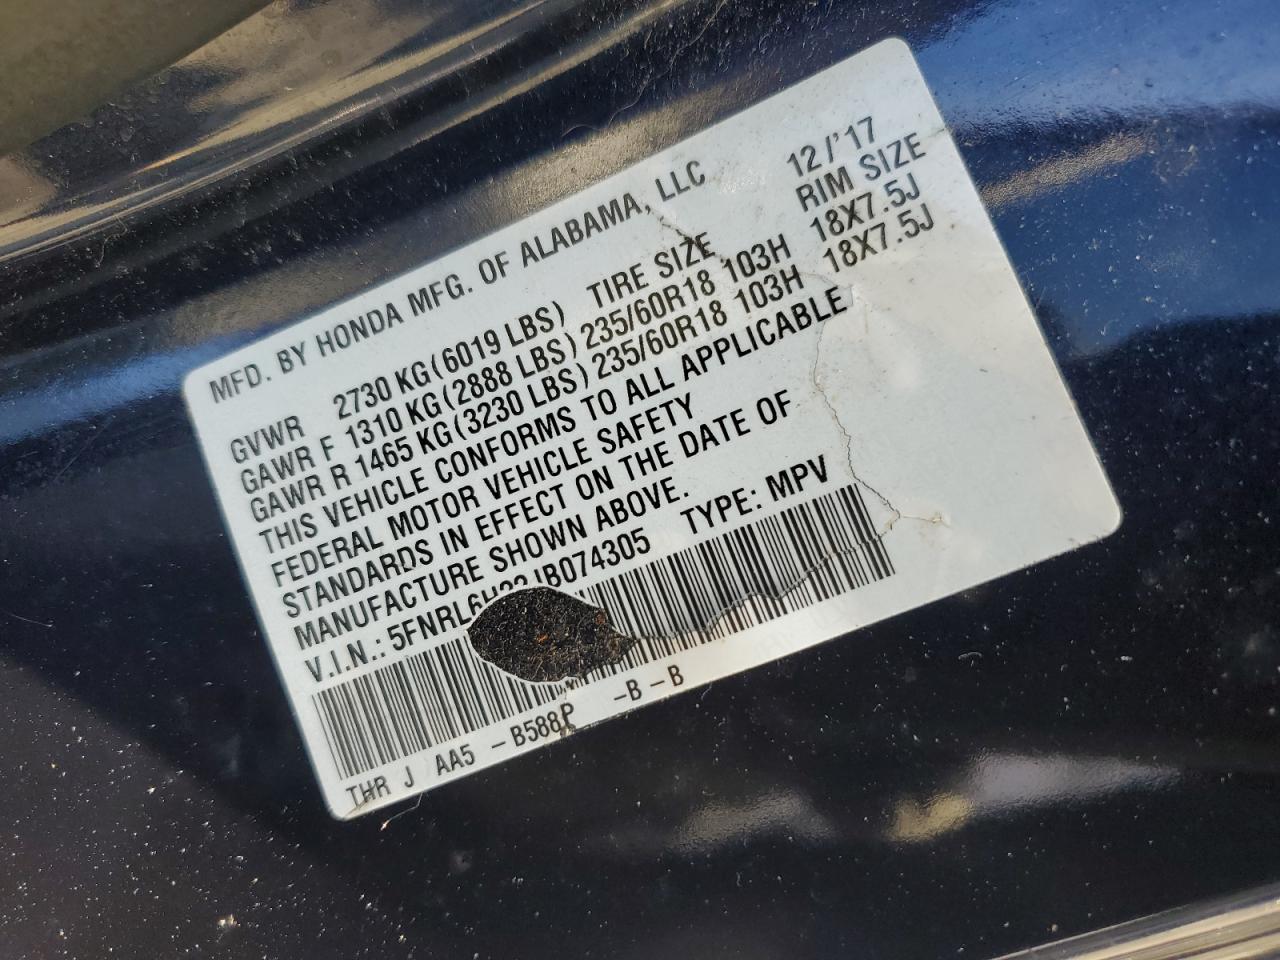 MFD. BY HONDA MFG. OF ALABAMA, LLC 12/'17
GVWR 2730 KG(6019 LBS) TIRE SIZE RIM SIZE
GAWR F 1310 KG(2888 LBS) 235/60R18 103H 18X7.5J
GAWR R 1465 KG(3230 LBS) 235/60R18 103H 18X7.5J
THIS VEHICLE CONFORMS TO ALL APPLICABLE
FEDERAL MOTOR VEHICLE SAFETY
STANDARDS IN EFFECT ON THE DATE OF
MANUFACTURE SHOWN ABOVE.
V.I.N.: TYPE: MPV
THR J AA5 -B588P -B-B